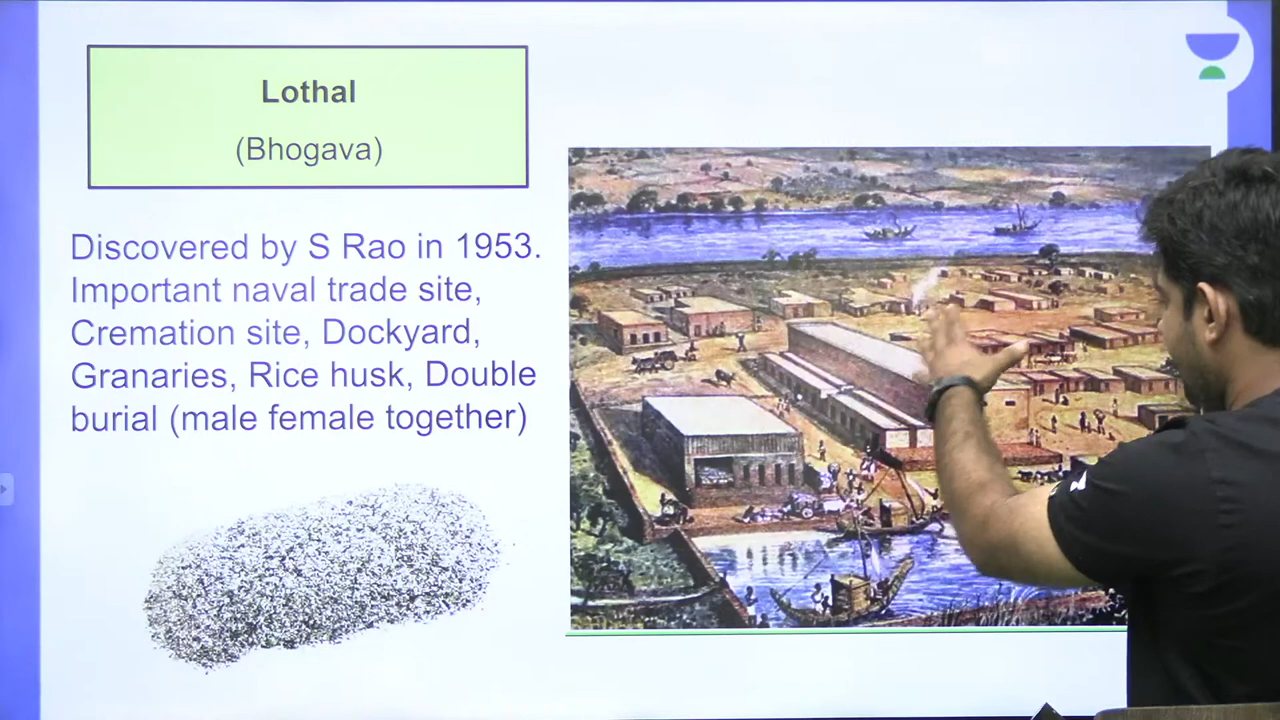 Lothal
(Bhogava)
Discovered by S Rao in 1953.
Important naval trade site,
Cremation site, Dockyard,
Granaries, Rice husk, Double
burial (male female together)